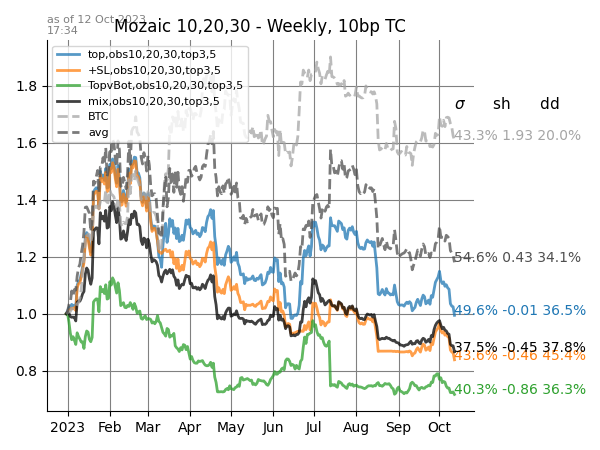 as of 12 Oct 2023
17:34
Mozaic 10,20,30 - Weekly, 10bp TC
top,obs10,20,30,top3,5
+SL,obs10,20,30,top3,5
TopvBot,obs10,20,30,top3,5
mix,obs10,20,30,top3,5
BTC
avg
σ sh dd
43.3% 1.93 20.0%
54.6% 0.43 34.1%
49.6% -0.01 36.5%
37.5% -0.45 37.8%
43.6% -0.46 45.4%
40.3% -0.86 36.3%
1.8
1.6
1.4
1.2
1.0
0.8
2023 Feb Mar Apr May Jun Jul Aug Sep Oct